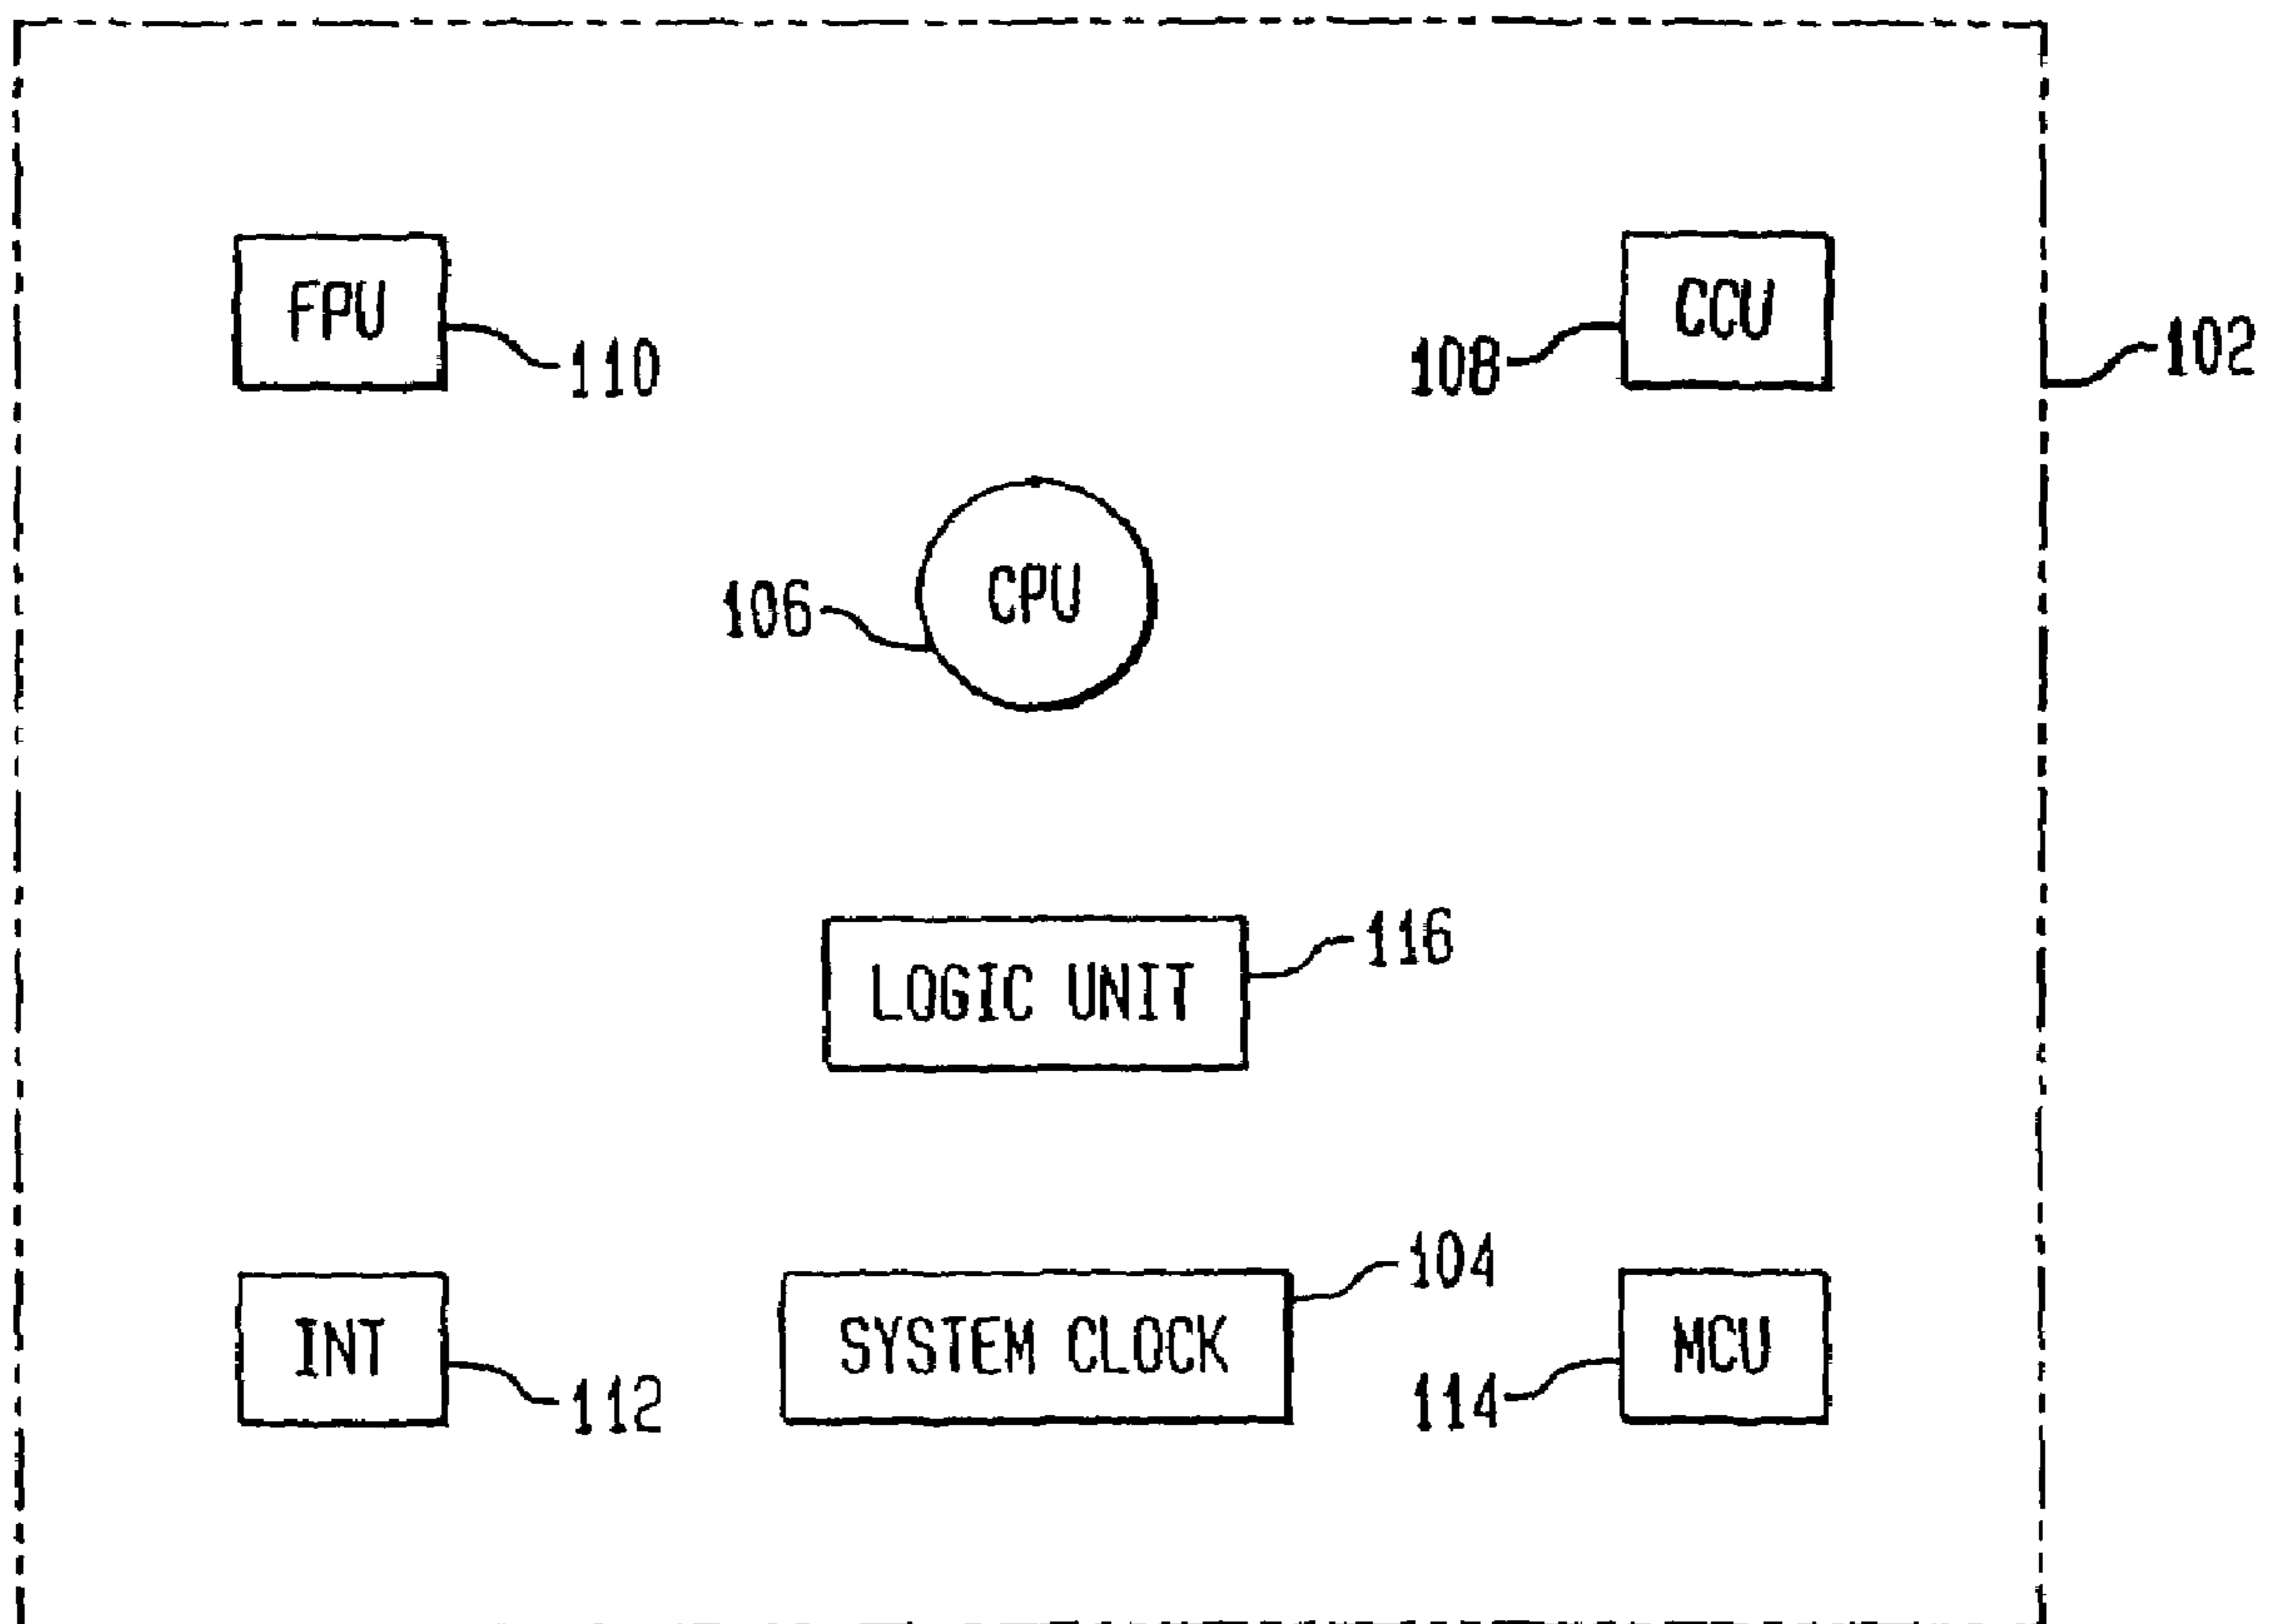 FPU
110
CCU
108
102
CPU
106
LOGIC UNIT
116
INT
112
SYSTEM CLOCK
104
MCU
114